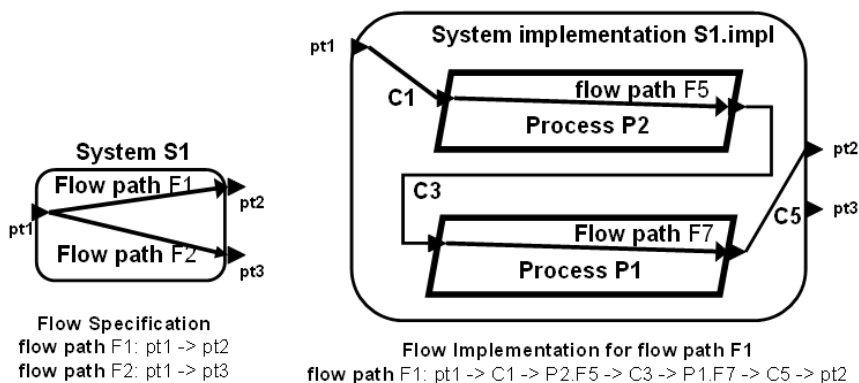 System S1
Flow path F1
pt1
pt2
Flow path F2
pt3
Flow Specification
flow path F1: pt1 -> pt2
flow path F2: pt1 -> pt3
System implementation S1.impl
pt1
C1
flow path F5
Process P2
C3
pt2
pt3
C5
Flow path F7
Process P1
Flow Implementation for flow path F1
flow path F1: pt1 -> C1 -> P2.F5 -> C3 -> P1.F7 -> C5 -> pt2